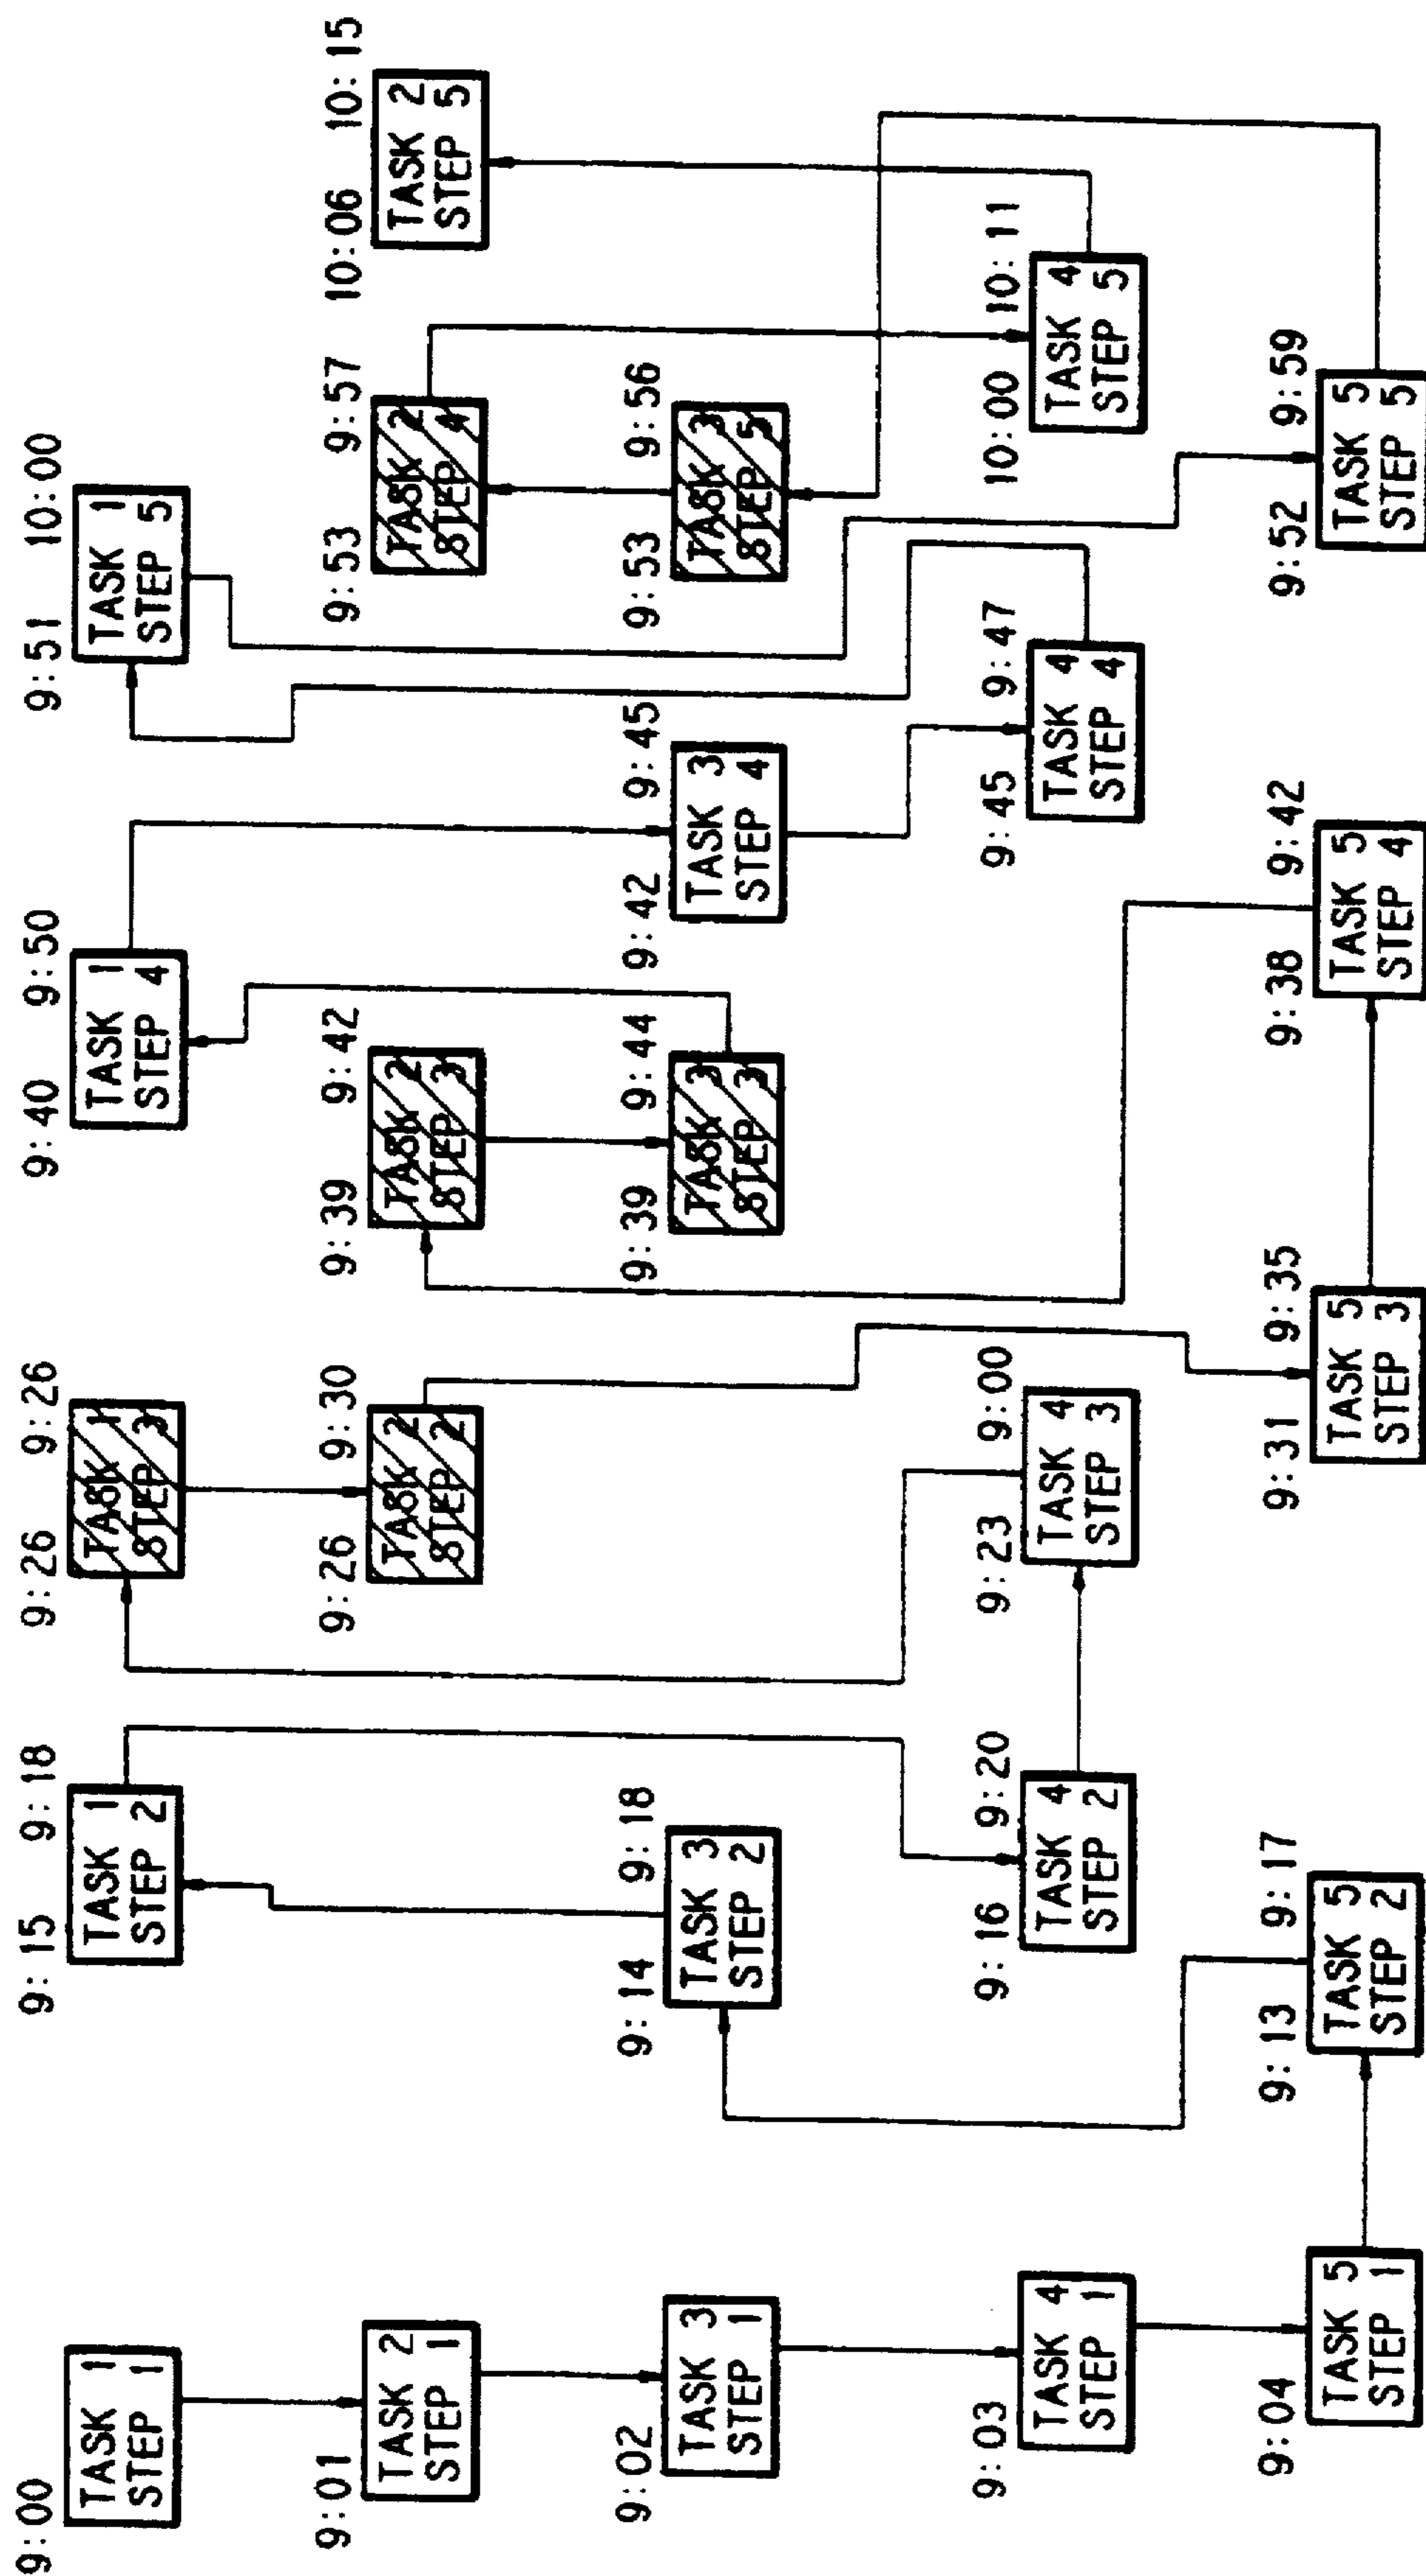 9:00
TASK 1
STEP 1
9:15 9:18
TASK 1
STEP 2
9:26 9:26
TASK 1
STEP 3
9:40 9:50
TASK 1
STEP 4
9:51 10:00
TASK 1
STEP 5
9:01
TASK 2
STEP 1
9:26 9:30
TASK 2
STEP 2
9:39 9:42
TASK 2
STEP 3
9:53 9:57
TASK 2
STEP 4
10:06 10:15
TASK 2
STEP 5
9:02
TASK 3
STEP 1
9:14 9:18
TASK 3
STEP 2
9:39 9:44
TASK 3
STEP 3
9:42 9:45
TASK 3
STEP 4
9:53 9:56
TASK 3
STEP 5
9:03
TASK 4
STEP 1
9:16 9:20
TASK 4
STEP 2
9:23 9:00
TASK 4
STEP 3
9:45 9:47
TASK 4
STEP 4
10:00 10:11
TASK 4
STEP 5
9:04
TASK 5
STEP 1
9:13 9:17
TASK 5
STEP 2
9:31 9:35
TASK 5
STEP 3
9:38 9:42
TASK 5
STEP 4
9:52 9:59
TASK 5
STEP 5